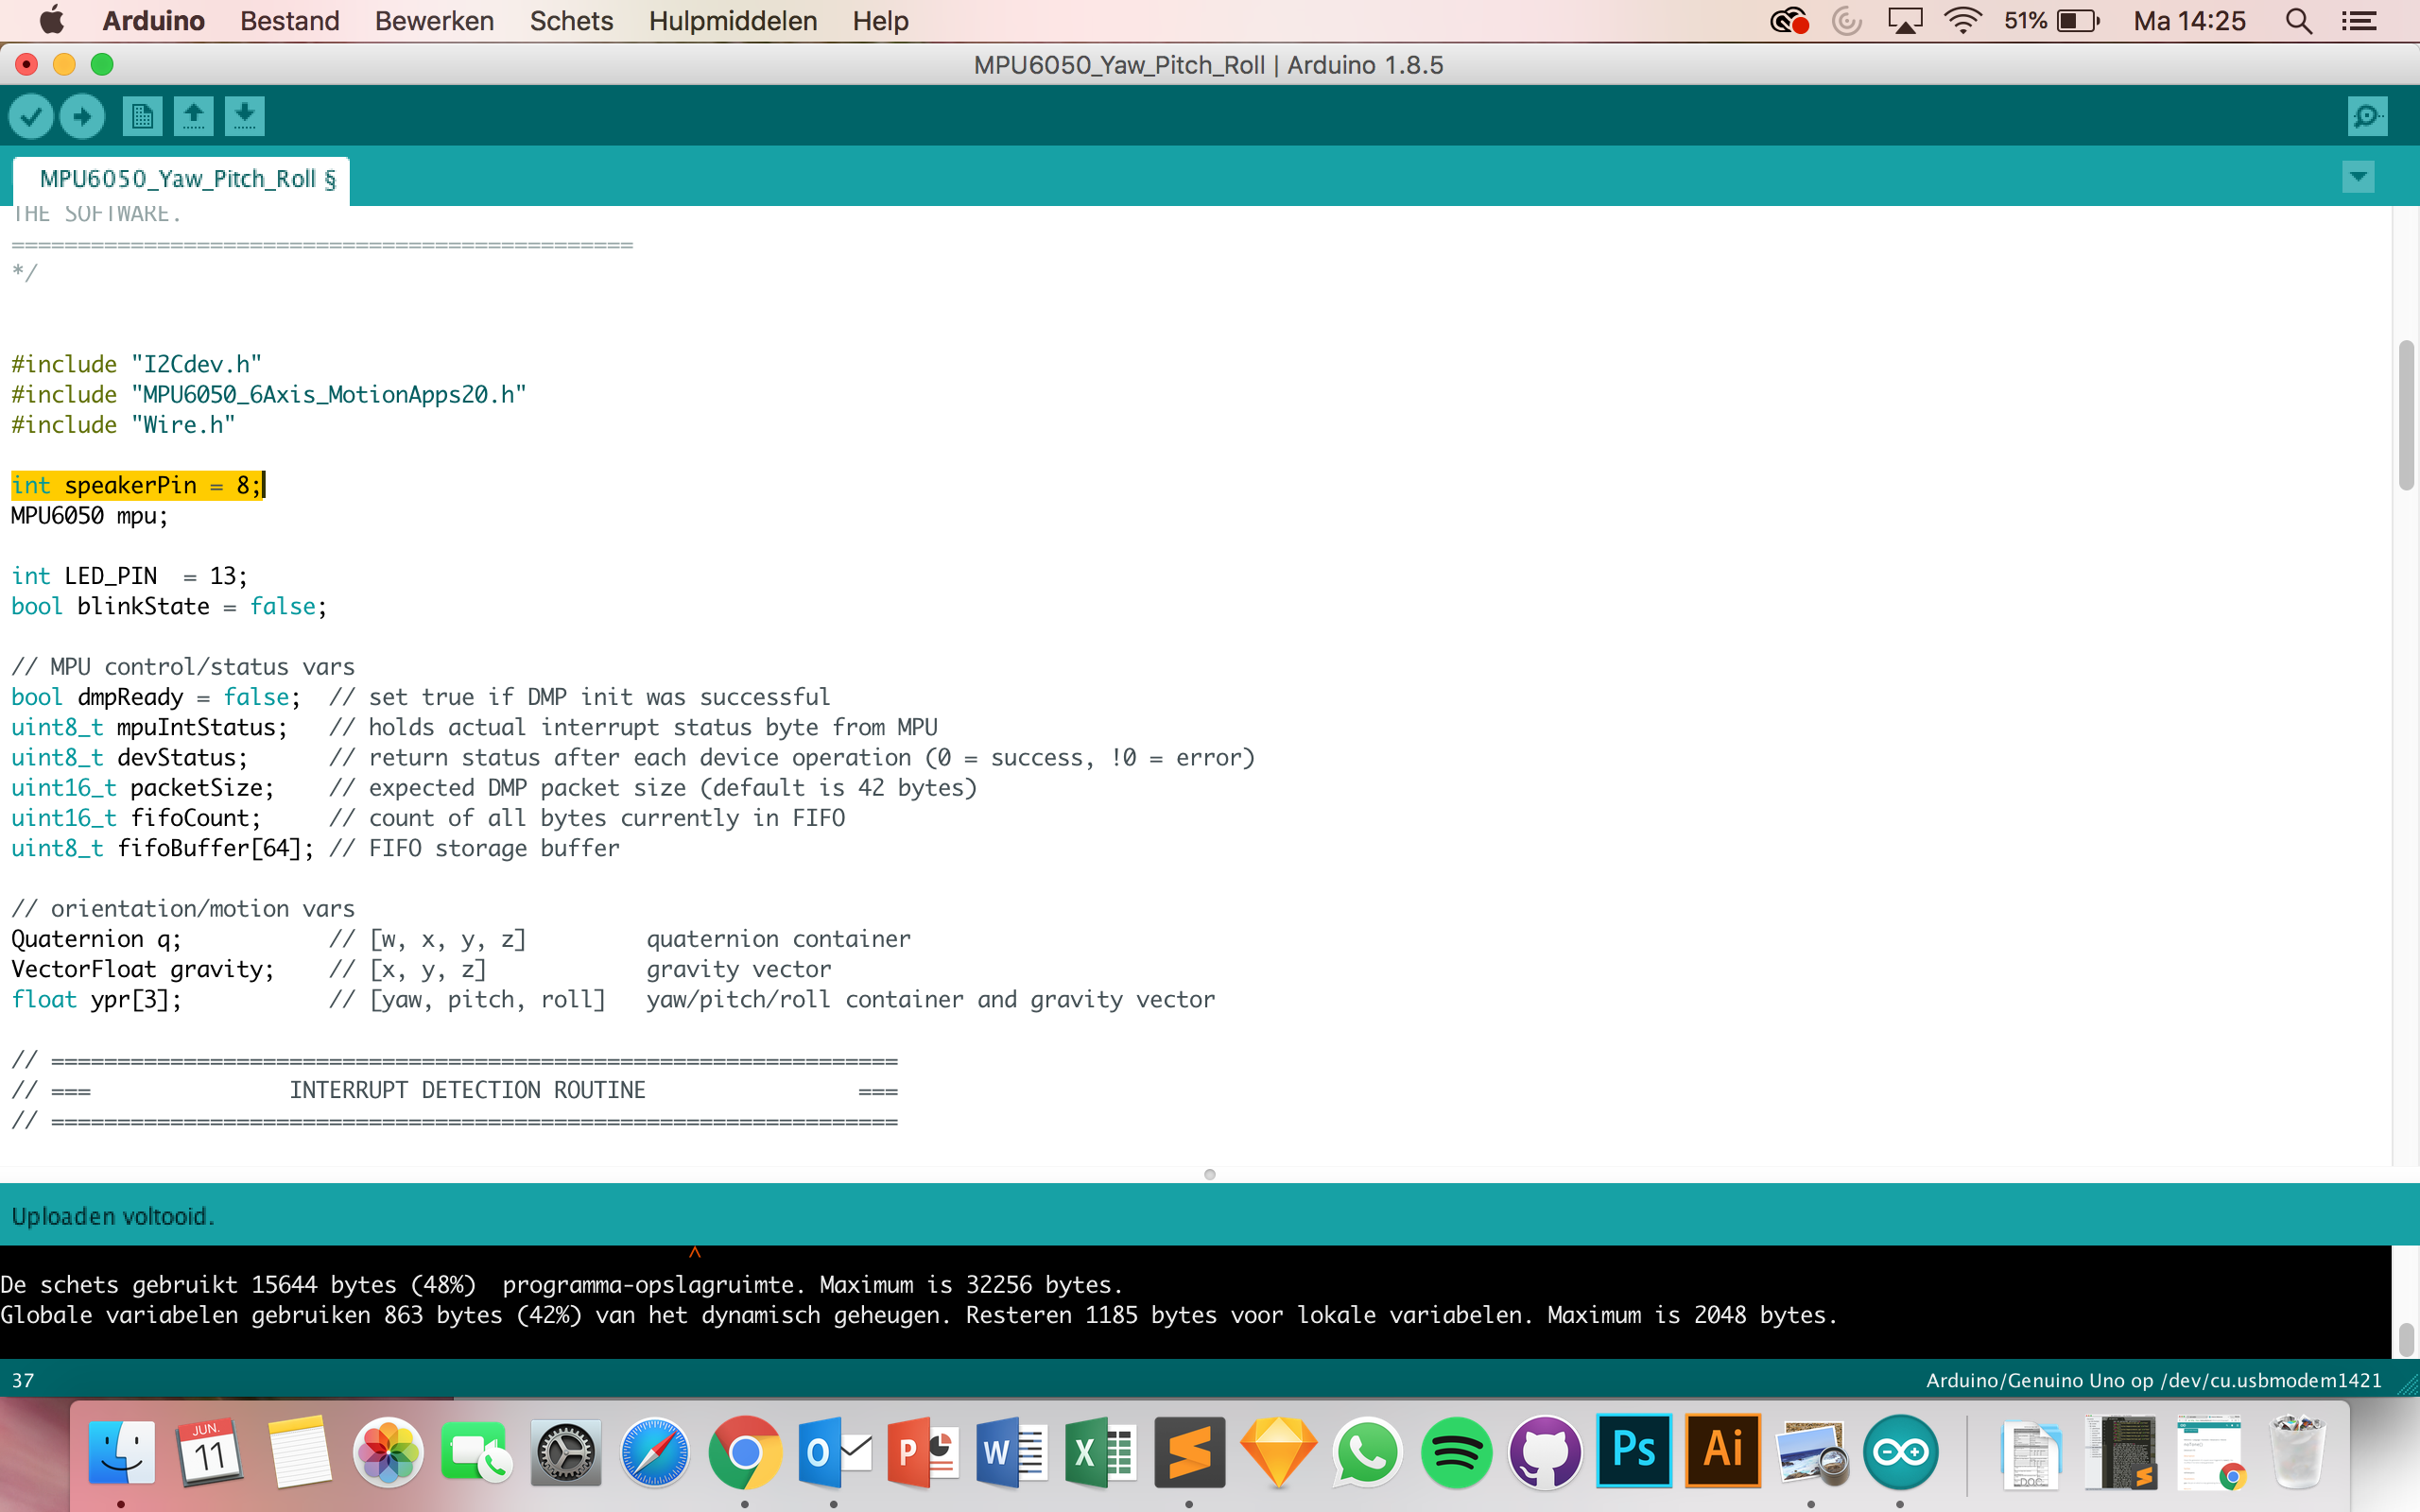 Arduino Bestand Bewerken Schets Hulpmiddelen Help 51% Ma 14:25
MPU6050_Yaw_Pitch_Roll | Arduino 1.8.5
MPU6050_Yaw_Pitch_Roll §
THE SOFTWARE.
===============================================
*/
#include "I2Cdev.h"
#include "MPU6050_6Axis_MotionApps20.h"
#include "Wire.h"
int speakerPin = 8;
MPU6050 mpu;
int LED_PIN  = 13;
bool blinkState = false;
// MPU control/status vars
bool dmpReady = false;  // set true if DMP init was successful
uint8_t mpuIntStatus;   // holds actual interrupt status byte from MPU
uint8_t devStatus;      // return status after each device operation (0 = success, !0 = error)
uint16_t packetSize;    // expected DMP packet size (default is 42 bytes)
uint16_t fifoCount;     // count of all bytes currently in FIFO
uint8_t fifoBuffer[64]; // FIFO storage buffer
// orientation/motion vars
Quaternion q;           // [w, x, y, z]         quaternion container
VectorFloat gravity;    // [x, y, z]            gravity vector
float ypr[3];           // [yaw, pitch, roll]   yaw/pitch/roll container and gravity vector
// ================================================================
// ===               INTERRUPT DETECTION ROUTINE                ===
// ================================================================
Uploaden voltooid.
^
De schets gebruikt 15644 bytes (48%)  programma-opslagruimte. Maximum is 32256 bytes.
Globale variabelen gebruiken 863 bytes (42%) van het dynamisch geheugen. Resteren 1185 bytes voor lokale variabelen. Maximum is 2048 bytes.
37 Arduino/Genuino Uno op /dev/cu.usbmodem1421
JUN.
11
O P W X S Ps Ai
DOC